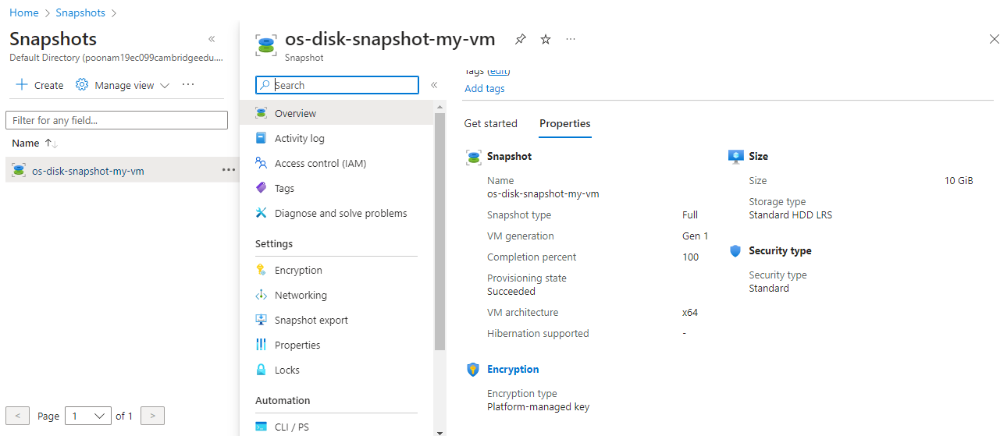 Home > Snapshots >
Snapshots
Default Directory (poonam19ec099cambridgeedu....
Create
Manage view
...
Filter for any field...
Name
os-disk-snapshot-my-vm
...
< Page 1 of 1 >
os-disk-snapshot-my-vm
...
Snapshot
Search
Overview
Activity log
Access control (IAM)
Tags
Diagnose and solve problems
Settings
Encryption
Networking
Snapshot export
Properties
Locks
Automation
CLI / PS
Tags (edit)
Add tags
Get started Properties
Snapshot
Name
os-disk-snapshot-my-vm
Snapshot type Full
VM generation Gen 1
Completion percent 100
Provisioning state
Succeeded
VM architecture x64
Hibernation supported -
Encryption
Encryption type
Platform-managed key
Size
Size 10 GiB
Storage type
Standard HDD LRS
Security type
Security type
Standard